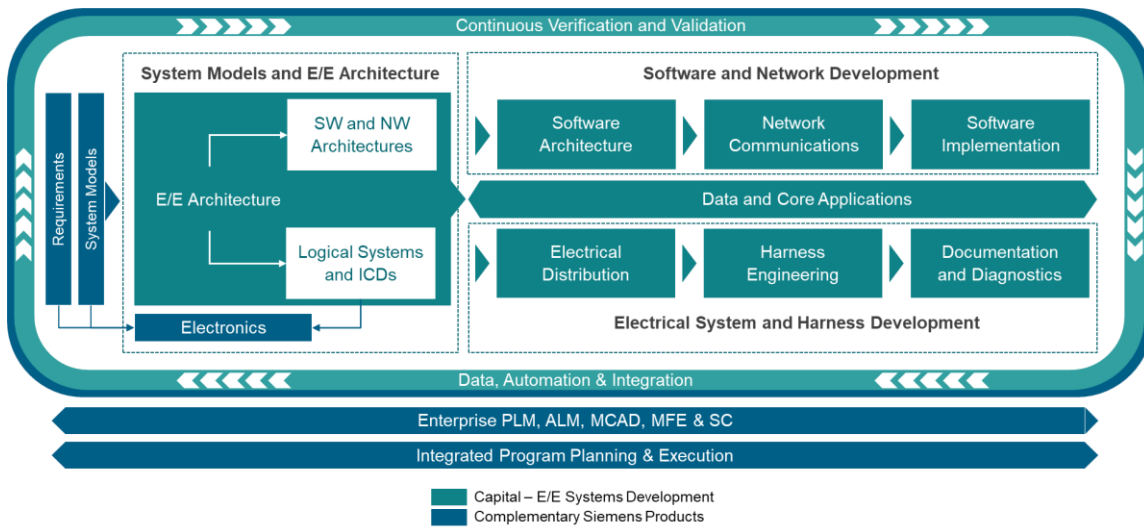 Continuous Verification and Validation
System Models and E/E Architecture
Software and Network Development
Requirements
System Models
E/E Architecture
SW and NW
Architectures
Logical Systems
and ICDs
Electronics
Software
Architecture
Network
Communications
Software
Implementation
Data and Core Applications
Electrical
Distribution
Harness
Engineering
Documentation
and Diagnostics
Electrical System and Harness Development
Data, Automation & Integration
Enterprise PLM, ALM, MCAD, MFE & SC
Integrated Program Planning & Execution
Capital – E/E Systems Development
Complementary Siemens Products